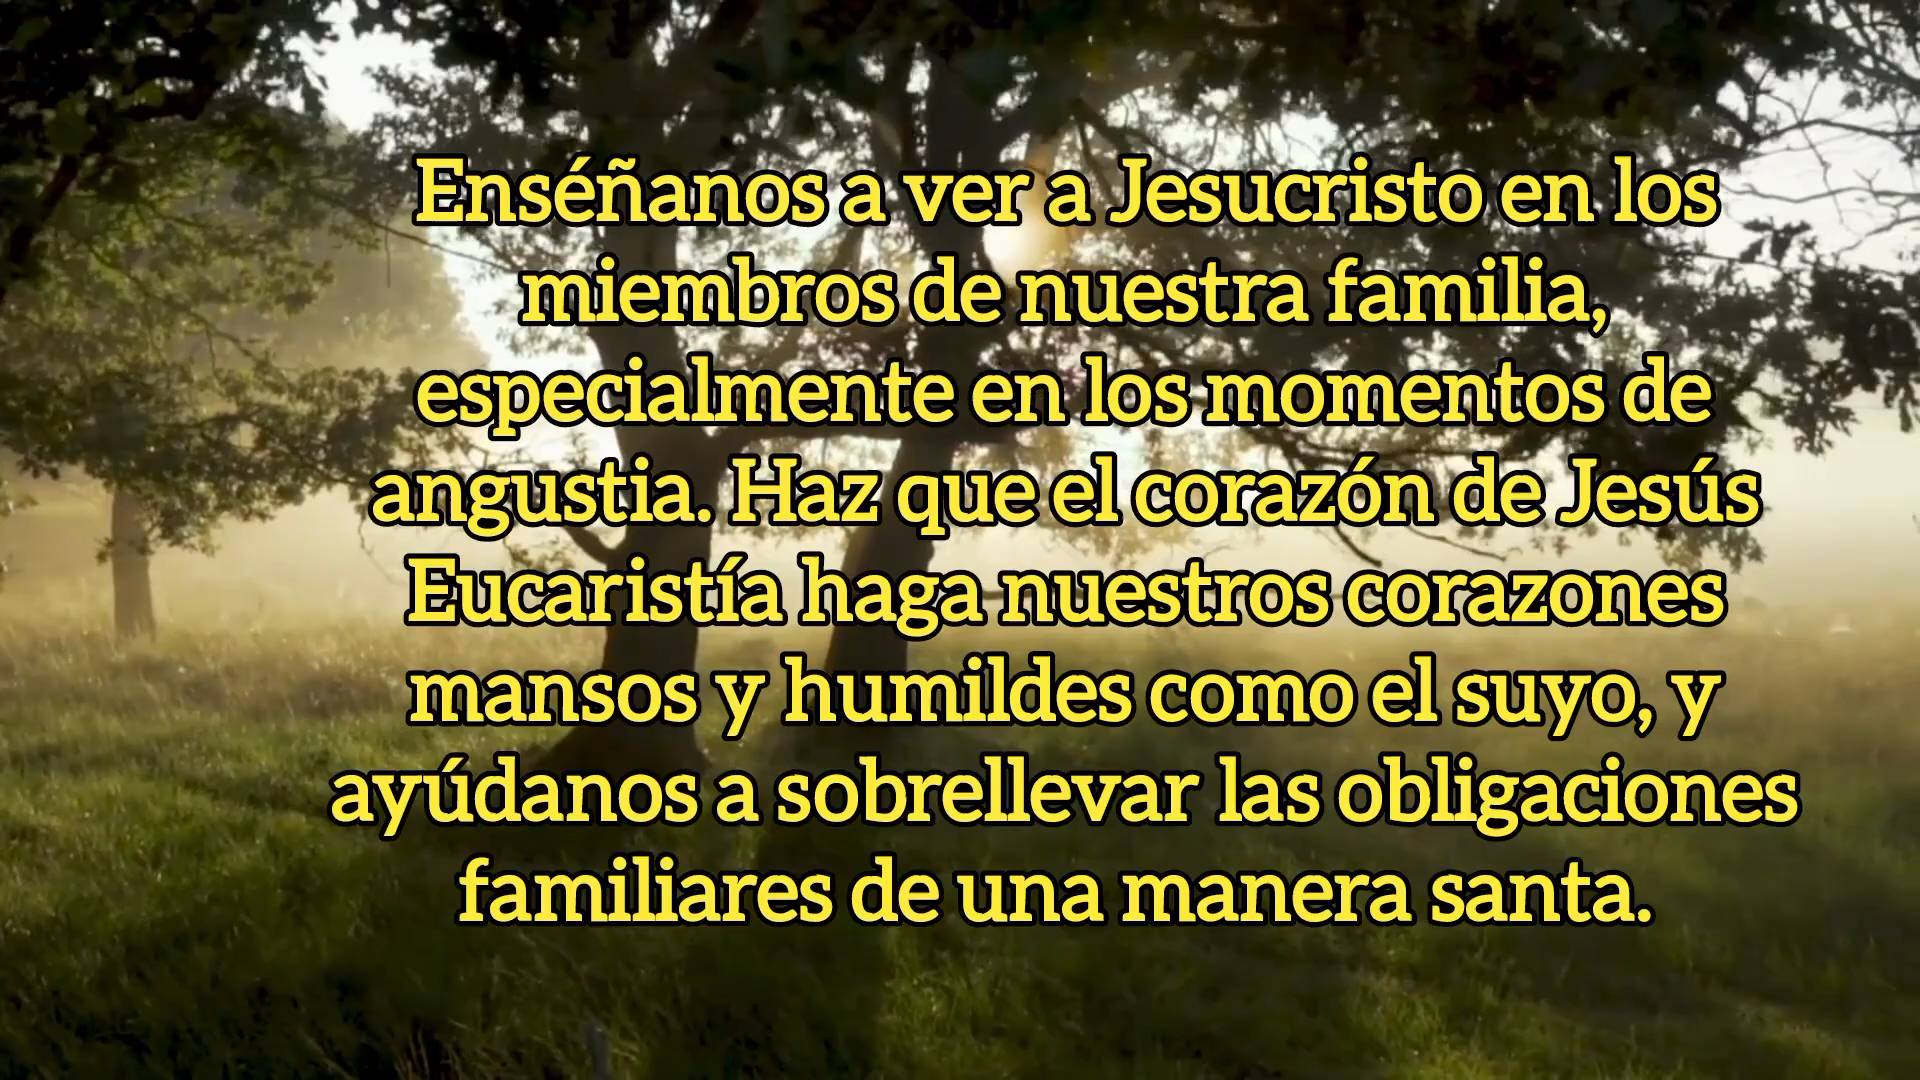 Enséñanos a ver a Jesucristo en los
miembros de nuestra familia,
especialmente en los momentos de
angustia. Haz que el corazón de Jesús
Eucaristía haga nuestros corazones
mansos y humildes como el suyo, y
ayúdanos a sobrellevar las obligaciones
familiares de una manera santa.